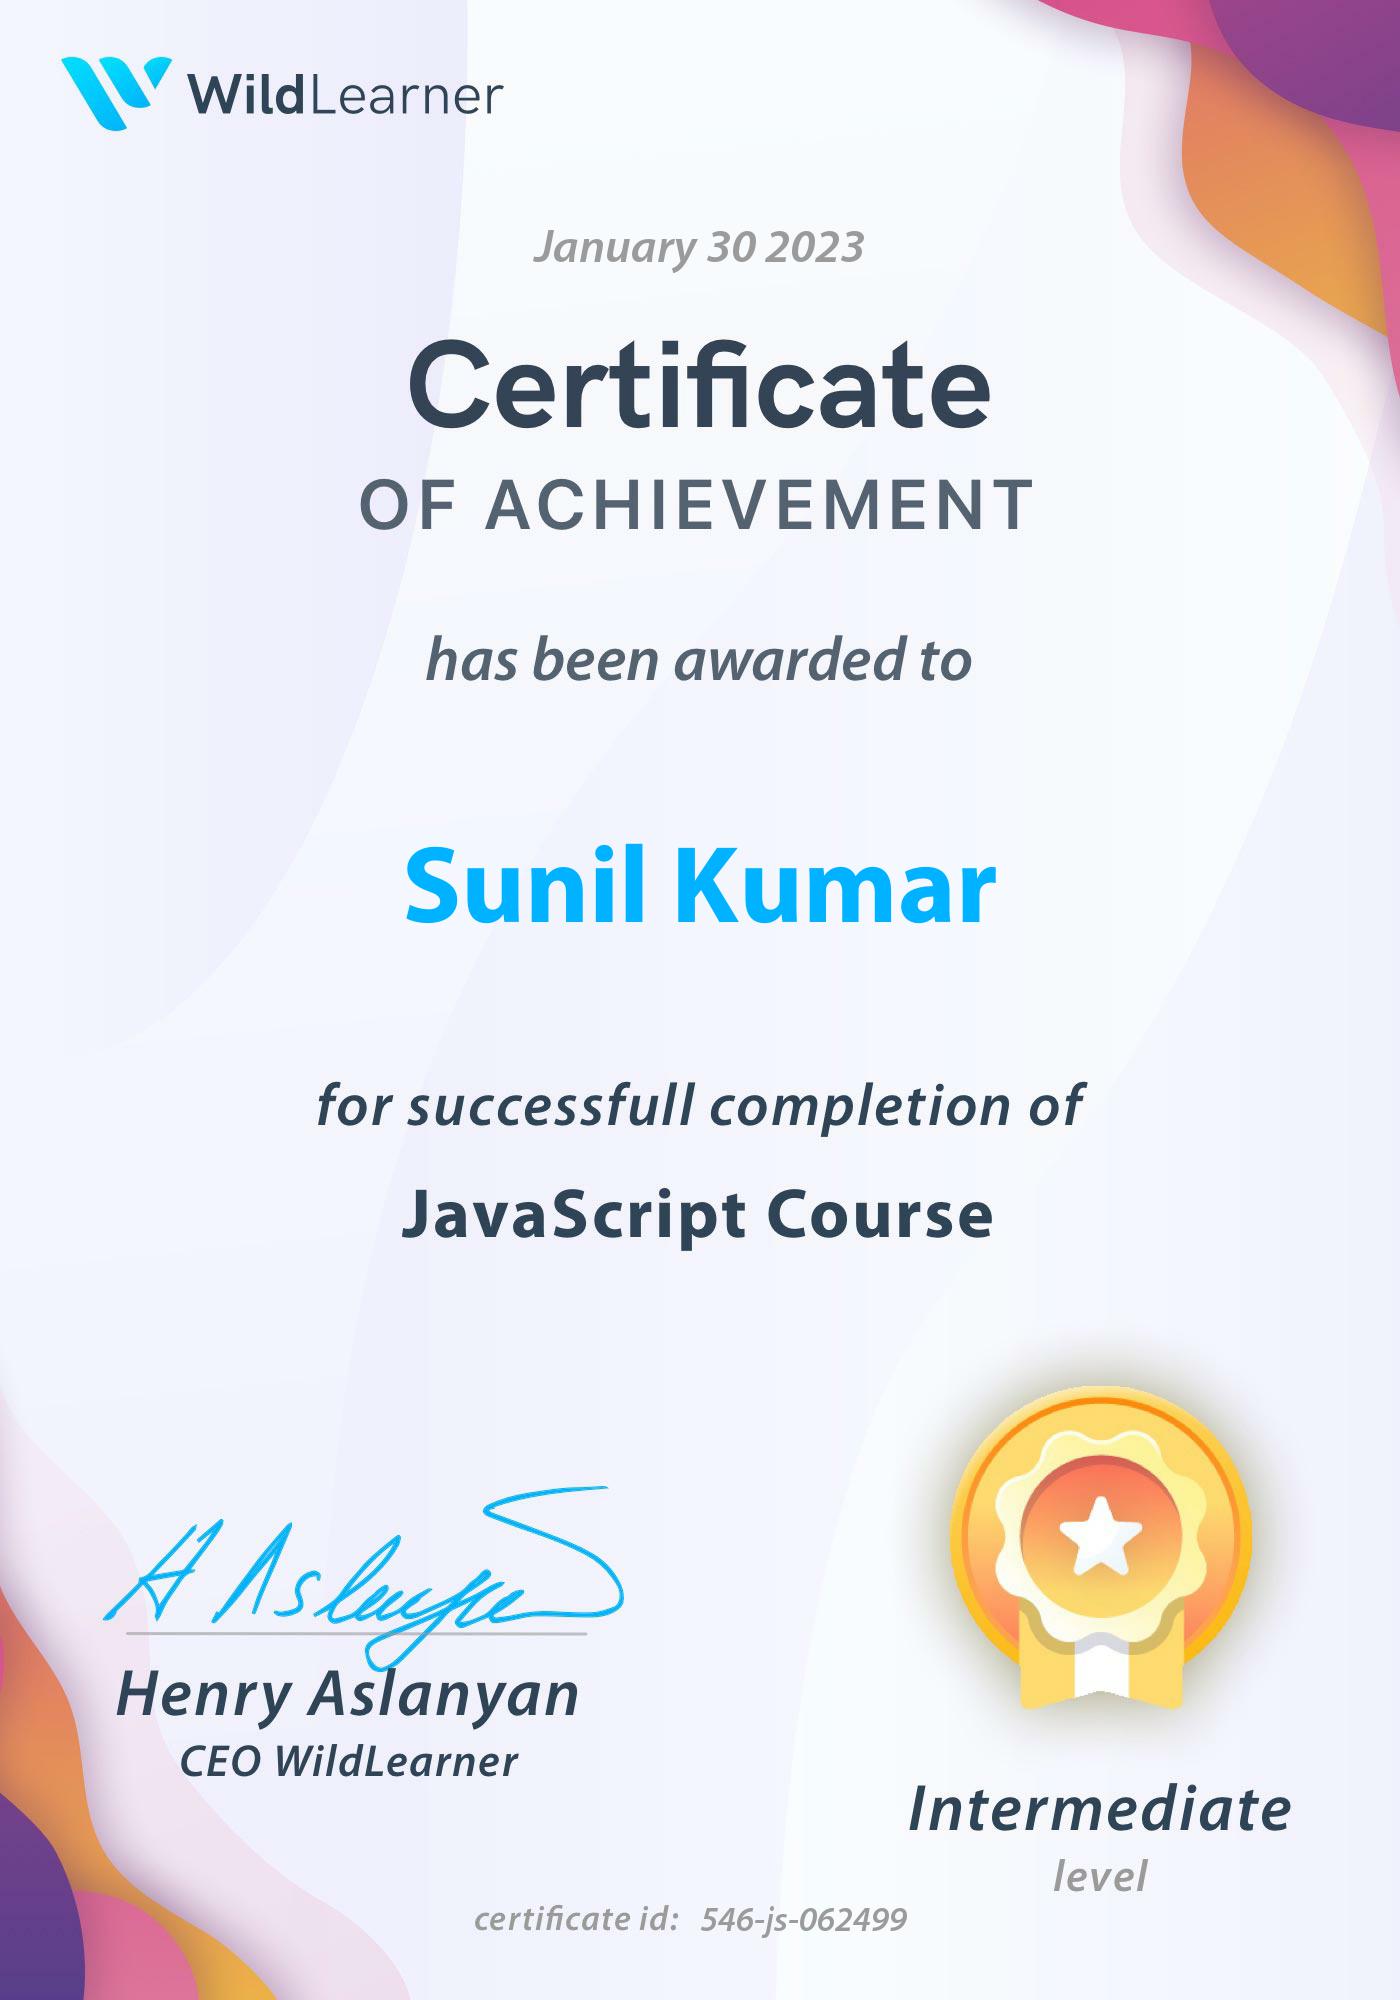 WildLearner
January 30 2023
Certificate
OF ACHIEVEMENT
has been awarded to
Sunil Kumar
for successfull completion of
JavaScript Course
H Aslanyan
Henry Aslanyan
CEO WildLearner
Intermediate
level
certificate id: 546-js-062499